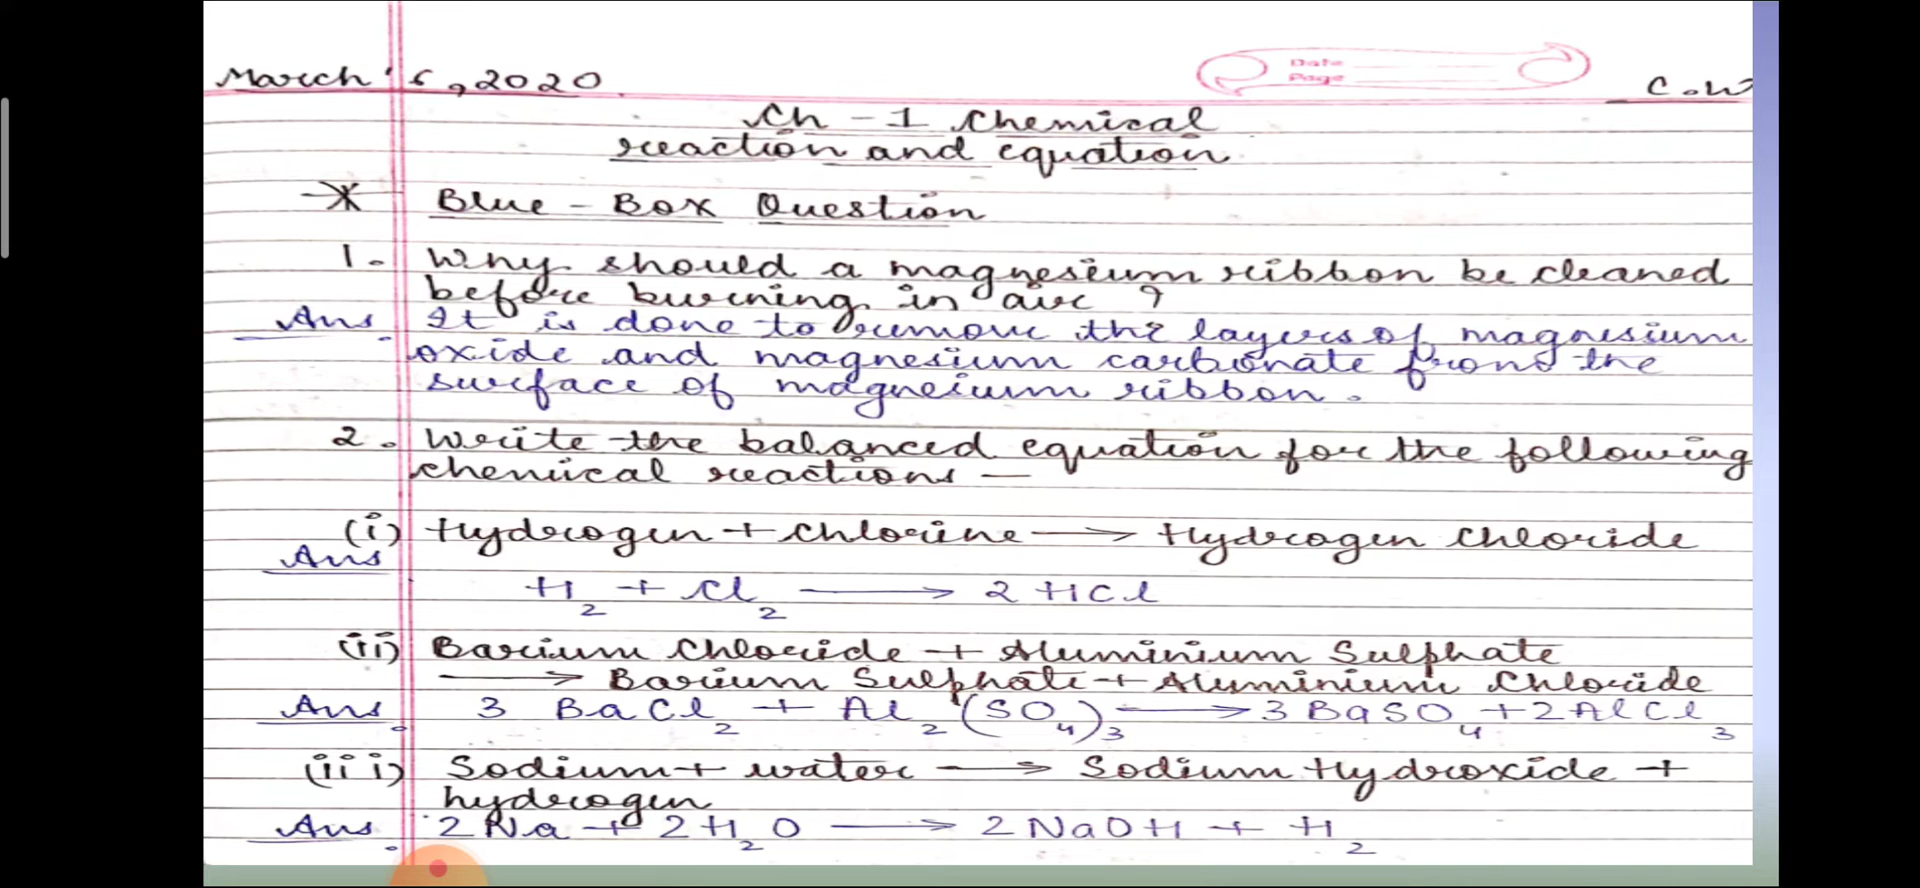 March ' 6, 2020
Date
Page
C.W
Ch - 1 Chemical
reaction and equation
Blue - Box Question
1. Why should a magnesium ribbon be cleaned
before burning in air ?
Ans. It is done to remove the layers of magnesium
oxide and magnesium carbonate from the
surface of magneium ribbon.
2. Write the balanced equation for the following
chemical reactions —
(i) Hydrogen + Chlorine → Hydrogen Chloride
Ans
H₂ + Cl₂ → 2 HCl
(ii) Barium Chloride + Aluminium Sulphate
→ Barium Sulphate + Aluminium Chloride
Ans. 3 BaCl₂ + Al₂(SO₄)₃ → 3 BaSO₄ + 2 AlCl₃
(iii) Sodium + water → Sodium Hydroxide +
hydrogen
Ans. 2 Na + 2 H₂O → 2 NaOH + H₂